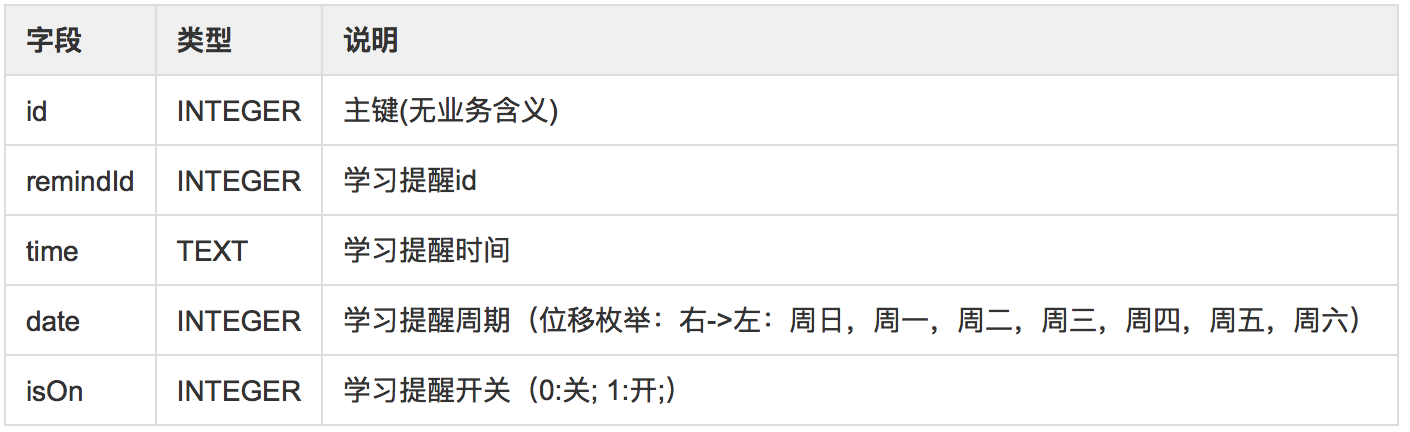 字段 类型 说明
id INTEGER 主键(无业务含义)
remindId INTEGER 学习提醒id
time TEXT 学习提醒时间
date INTEGER 学习提醒周期（位移枚举：右->左：周日，周一，周二，周三，周四，周五，周六）
isOn INTEGER 学习提醒开关（0:关; 1:开;）